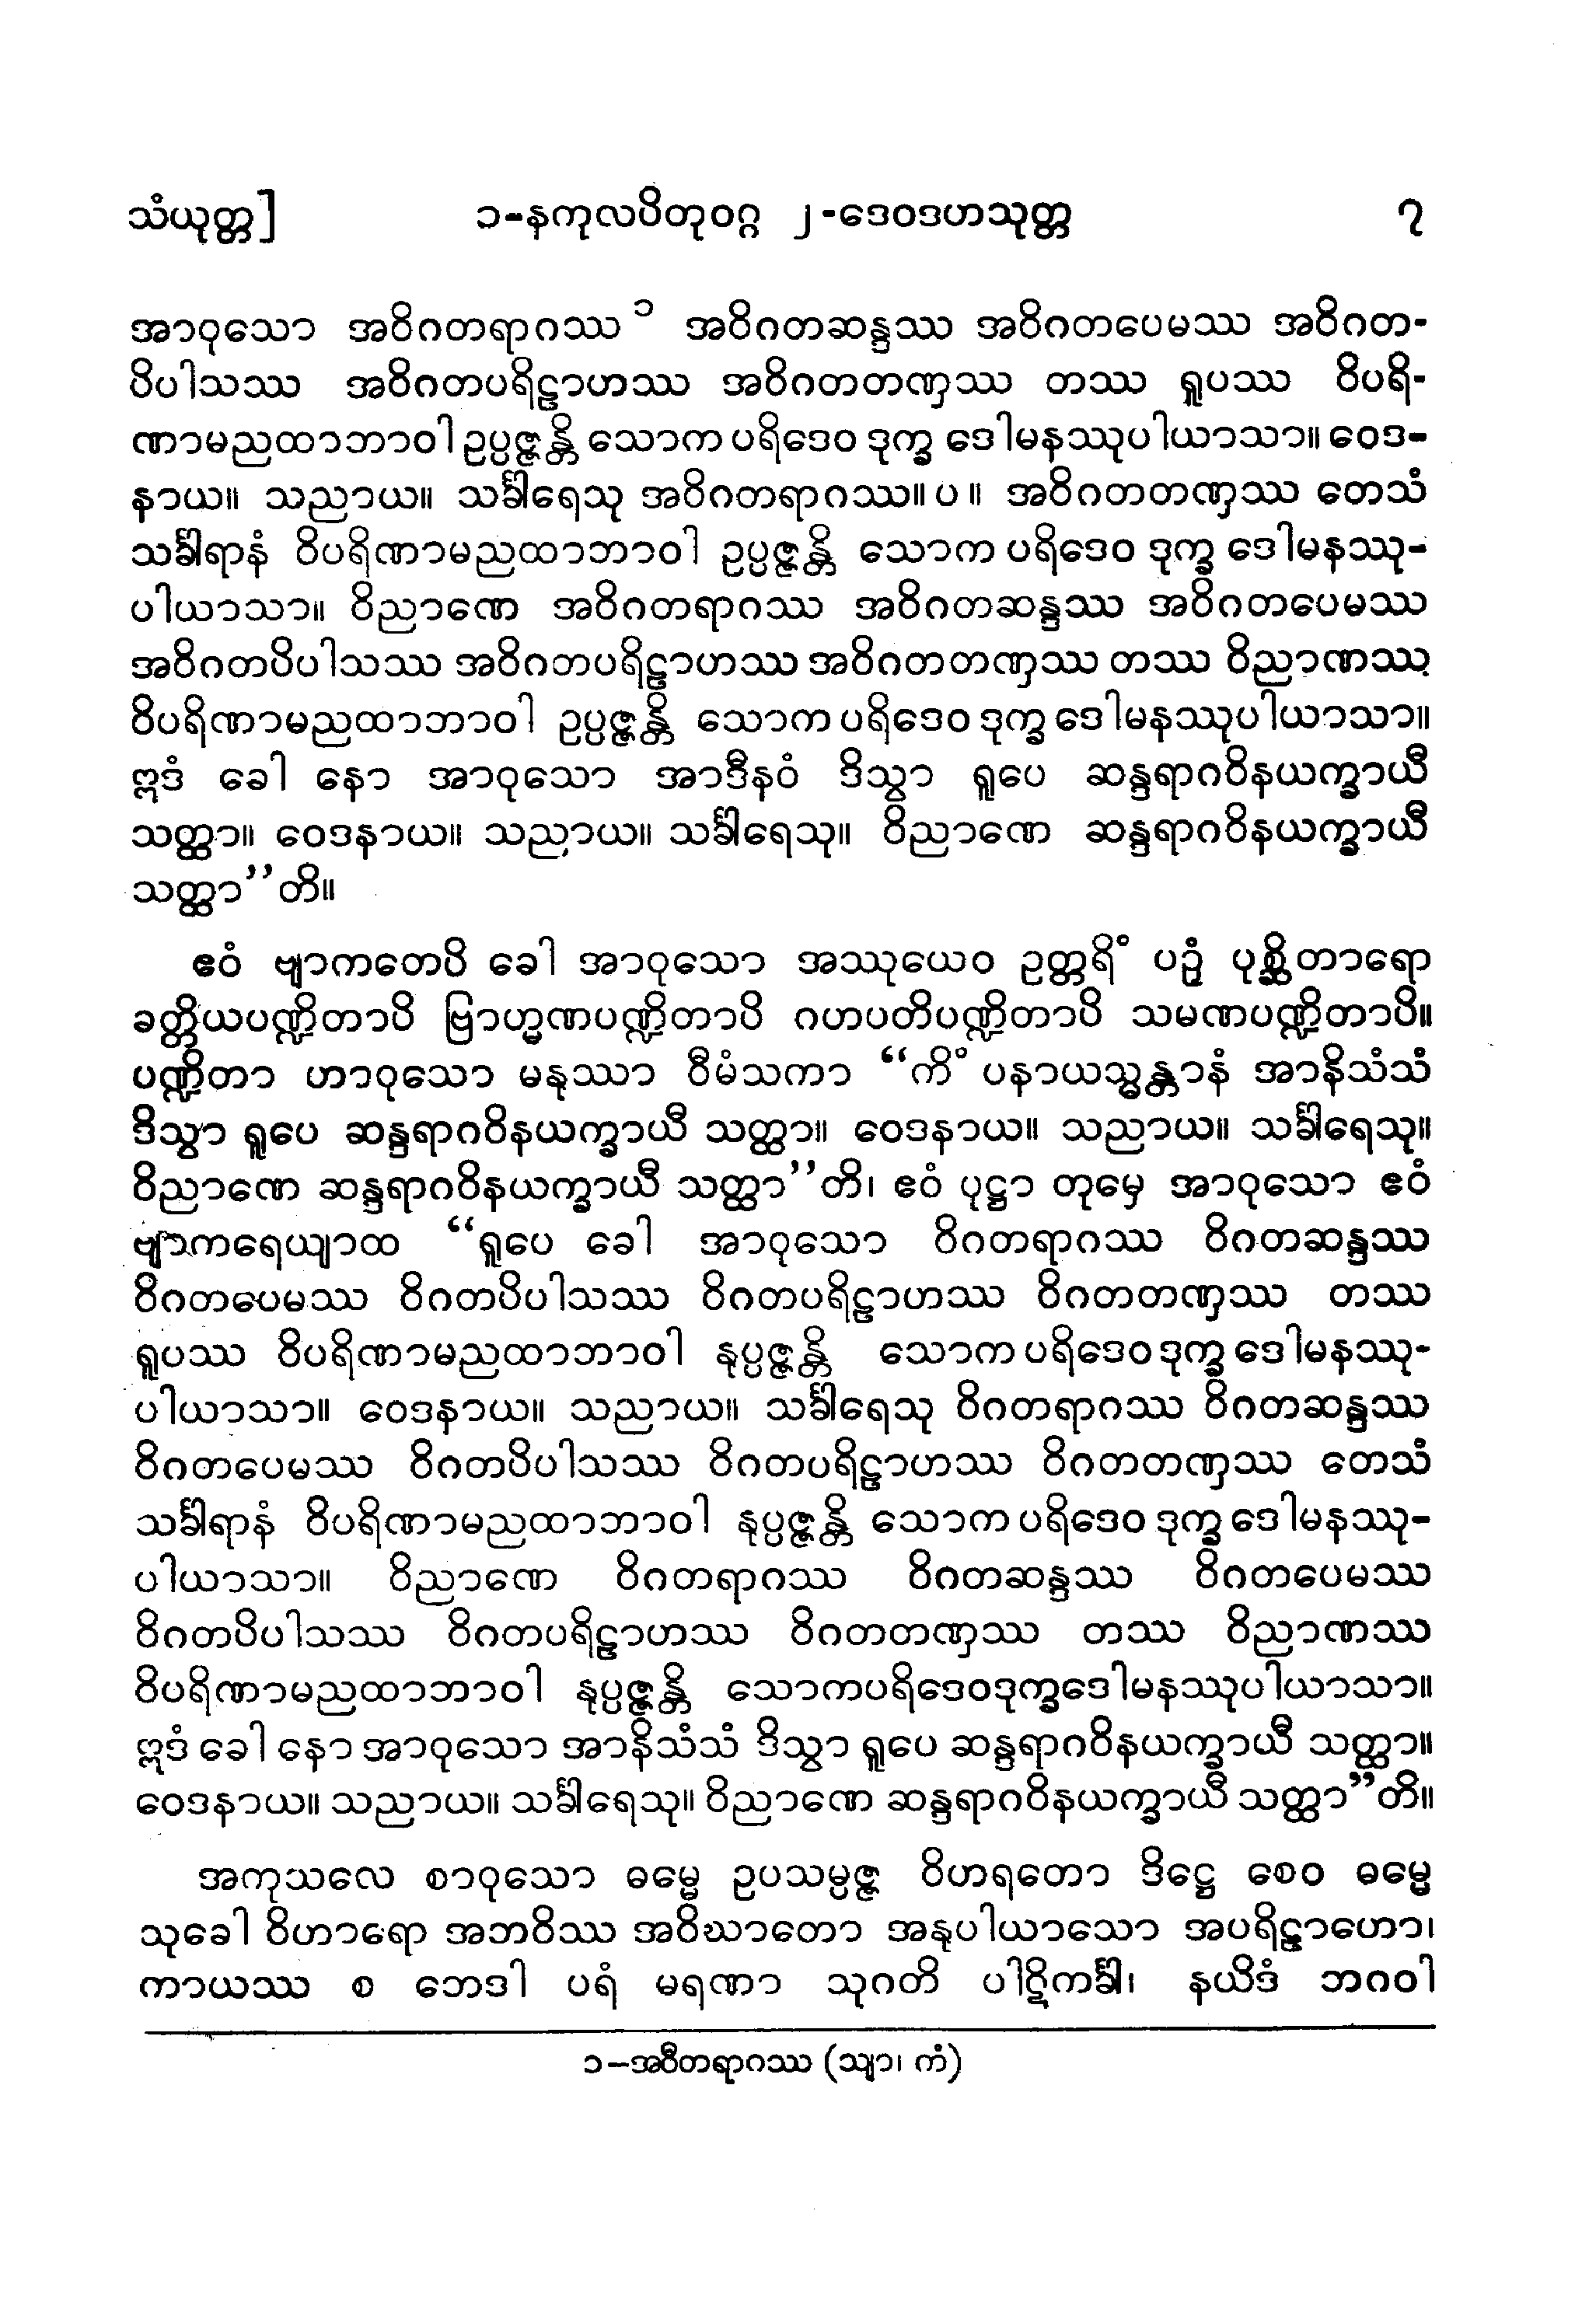 သံယုတ္တ] ၁-နကုလပိတုဝဂ္ဂ ၂-ဒေဝဒဟသုတ္တ ၇
အာဝုသော အဝိဂတရာဂဿ ၁ အဝိဂတဆန္ဒဿ အဝိဂတပေမဿ အဝိဂတ-
ပိပါသဿ အဝိဂတပရိဠာဟဿ အဝိဂတတဏှဿ တဿ ရူပဿ ဝိပရိ-
ဏာမညထာဘာဝါ ဥပ္ပဇ္ဇန္တိ သောက ပရိဒေဝ ဒုက္ခ ဒေါမနဿုပါယာသာ။ ဝေဒ-
နာယ။ သညာယ။ သင်္ခါရေသု အဝိဂတရာဂဿ။ ပ ။ အဝိဂတတဏှဿ တေသံ
သင်္ခါရာနံ ဝိပရိဏာမညထာဘာဝါ ဥပ္ပဇ္ဇန္တိ သောက ပရိဒေဝ ဒုက္ခ ဒေါမနဿု-
ပါယာသာ။ ဝိညာဏေ အဝိဂတရာဂဿ အဝိဂတဆန္ဒဿ အဝိဂတပေမဿ
အဝိဂတပိပါသဿ အဝိဂတပရိဠာဟဿ အဝိဂတတဏှဿ တဿ ဝိညာဏဿ
ဝိပရိဏာမညထာဘာဝါ ဥပ္ပဇ္ဇန္တိ သောက ပရိဒေဝ ဒုက္ခ ဒေါမနဿုပါယာသာ။
ဣဒံ ခေါ နော အာဝုသော အာဒီနဝံ ဒိသွာ ရူပေ ဆန္ဒရာဂဝိနယက္ခာယီ
သတ္ထာ။ ဝေဒနာယ။ သညာယ။ သင်္ခါရေသု။ ဝိညာဏေ ဆန္ဒရာဂဝိနယက္ခာယီ
သတ္ထာ’’တိ။
ဧဝံ ဗျာကတေပိ ခေါ အာဝုသော အဿုယေဝ ဥတ္တရိံ ပဉှံ ပုစ္ဆိတာရော
ခတ္တိယပဏ္ဍိတာပိ ဗြာဟ္မဏပဏ္ဍိတာပိ ဂဟပတိပဏ္ဍိတာပိ သမဏပဏ္ဍိတာပိ။
ပဏ္ဍိတာ ဟာဝုသော မနုဿာ ဝီမံသကာ “ကိံ ပနာယသ္မန္တာနံ အာနိသံသံ
ဒိသွာ ရူပေ ဆန္ဒရာဂဝိနယက္ခာယီ သတ္ထာ။ ဝေဒနာယ။ သညာယ။ သင်္ခါရေသု။
ဝိညာဏေ ဆန္ဒရာဂဝိနယက္ခာယီ သတ္ထာ’’တိ၊ ဧဝံ ပုဋ္ဌာ တုမှေ အာဝုသော ဧဝံ
ဗျာကရေယျာထ “ရူပေ ခေါ အာဝုသော ဝိဂတရာဂဿ ဝိဂတဆန္ဒဿ
ဝိဂတပေမဿ ဝိဂတပိပါသဿ ဝိဂတပရိဠာဟဿ ဝိဂတတဏှဿ တဿ
ရူပဿ ဝိပရိဏာမညထာဘာဝါ နုပ္ပဇ္ဇန္တိ သောက ပရိဒေဝ ဒုက္ခ ဒေါမနဿု-
ပါယာသာ။ ဝေဒနာယ။ သညာယ။ သင်္ခါရေသု ဝိဂတရာဂဿ ဝိဂတဆန္ဒဿ
ဝိဂတပေမဿ ဝိဂတပိပါသဿ ဝိဂတပရိဠာဟဿ ဝိဂတတဏှဿ တေသံ
သင်္ခါရာနံ ဝိပရိဏာမညထာဘာဝါ နုပ္ပဇ္ဇန္တိ သောက ပရိဒေဝ ဒုက္ခ ဒေါမနဿု-
ပါယာသာ။ ဝိညာဏေ ဝိဂတရာဂဿ ဝိဂတဆန္ဒဿ ဝိဂတပေမဿ
ဝိဂတပိပါသဿ ဝိဂတပရိဠာဟဿ ဝိဂတတဏှဿ တဿ ဝိညာဏဿ
ဝိပရိဏာမညထာဘာဝါ နုပ္ပဇ္ဇန္တိ သောကပရိဒေဝဒုက္ခဒေါမနဿုပါယာသာ။
ဣဒံ ခေါ နော အာဝုသော အာနိသံသံ ဒိသွာ ရူပေ ဆန္ဒရာဂဝိနယက္ခာယီ သတ္ထာ။
ဝေဒနာယ။ သညာယ။ သင်္ခါရေသု။ ဝိညာဏေ ဆန္ဒရာဂဝိနယက္ခာယီ သတ္ထာ”တိ။
အကုသလေ စာဝုသော ဓမ္မေ ဥပသမ္ပဇ္ဇ ဝိဟရတော ဒိဋ္ဌေ စေဝ ဓမ္မေ
သုခေါ ဝိဟာရော အဘဝိဿ အဝိဃာတော အနုပါယာသော အပရိဠာဟော၊
ကာယဿ စ ဘေဒါ ပရံ မရဏာ သုဂတိ ပါဋိကင်္ခါ၊ နယိဒံ ဘဂဝါ
၁-အဝီတရာဂဿ (သျာ၊ ကံ)